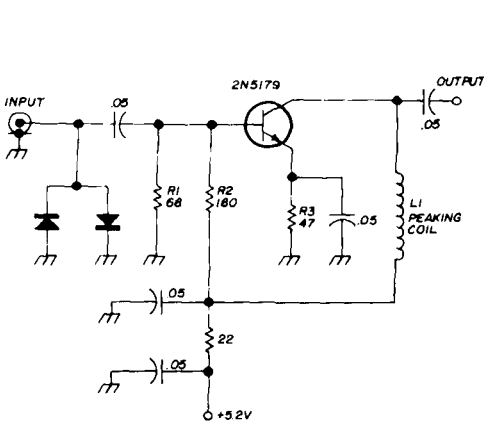 2N5179
OUTPUT
INPUT
.05
.05
R1
68
R2
180
R3
47
.05
L1
PEAKING
COIL
.05
22
.05
+5.2V